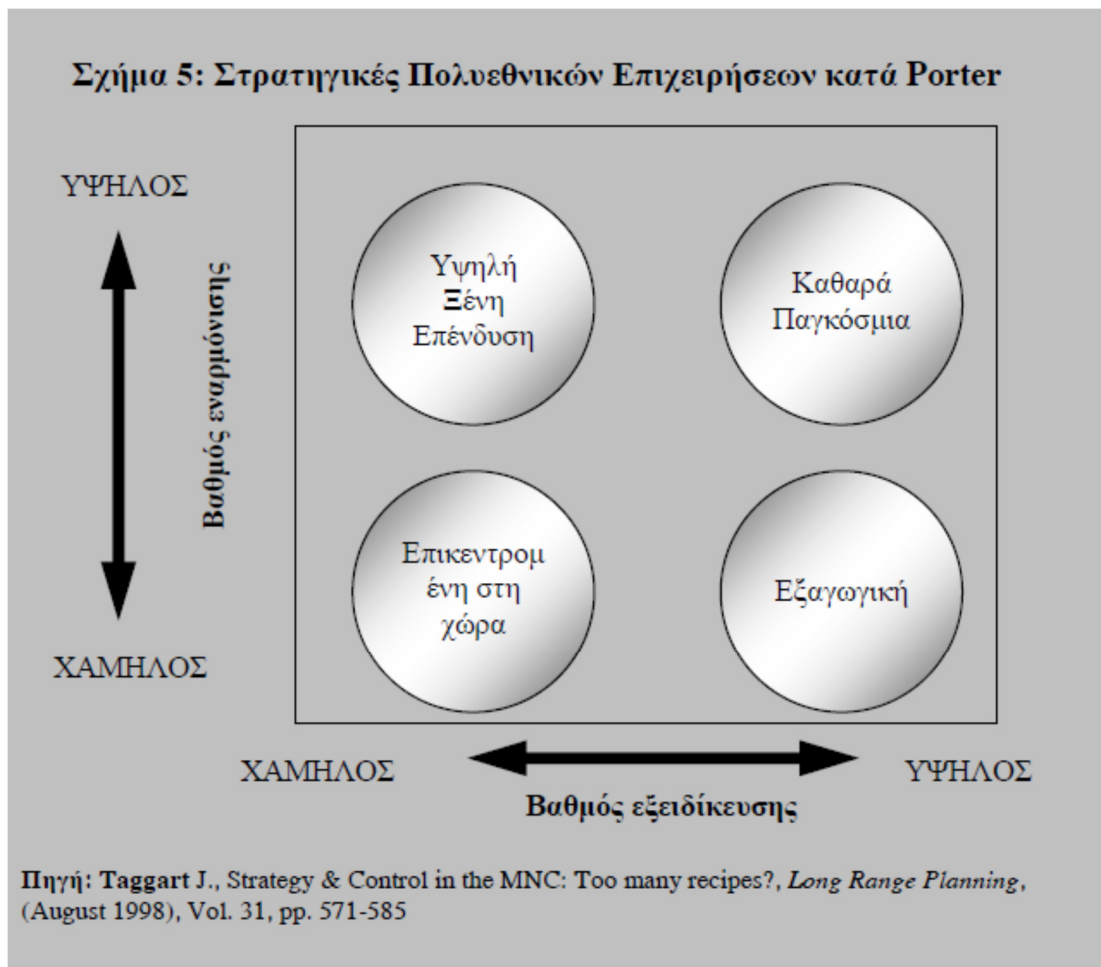 Σχήμα 5: Στρατηγικές Πολυεθνικών Επιχειρήσεων κατά Porter
ΥΨΗΛΟΣ
Βαθμός εναρμόνισης
ΧΑΜΗΛΟΣ
Υψηλή
Ξένη
Επένδυση
Καθαρά
Παγκόσμια
Επικεντρομ
ένη στη
χώρα
Εξαγωγική
ΧΑΜΗΛΟΣ
ΥΨΗΛΟΣ
Βαθμός εξειδίκευσης
Πηγή: Taggart J., Strategy & Control in the MNC: Too many recipes?, Long Range Planning,
(August 1998), Vol. 31, pp. 571-585